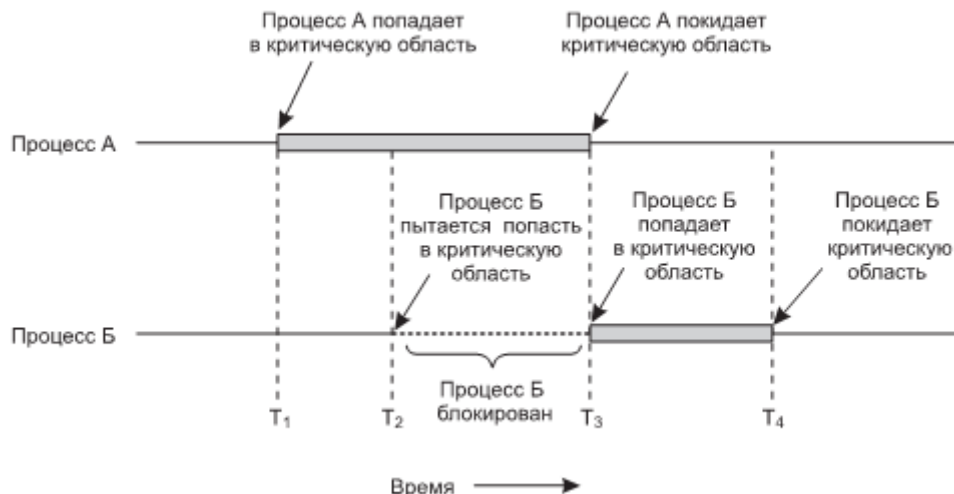 Процесс А попадает
в критическую область
Процесс А покидает
критическую область
Процесс А
Процесс Б
пытается попасть
в критическую
область
Процесс Б
попадает
в критическую
область
Процесс Б
покидает
критическую
область
Процесс Б
Процесс Б
блокирован
T1
T2
T3
T4
Время